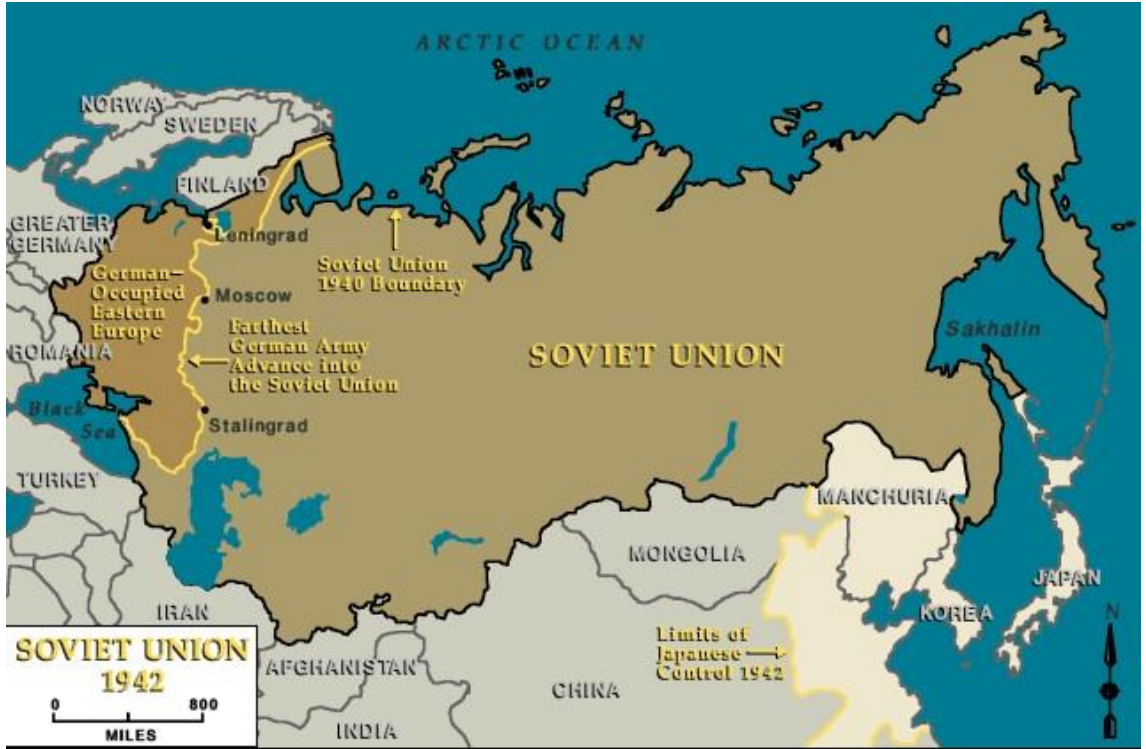 ARCTIC OCEAN
NORWAY
SWEDEN
FINLAND
GREATER
GERMANY
Leningrad
German-
Occupied
Eastern
Europe
Soviet Union
1940 Boundary
Moscow
Farthest
German Army
Advance into
the Soviet Union
SOVIET UNION
Sakhalin
ROMANIA
Black
Sea
Stalingrad
TURKEY
MANCHURIA
MONGOLIA
JAPAN
KOREA
IRAN
N
Limits of
Japanese
Control 1942
AFGHANISTAN
CHINA
INDIA
SOVIET UNION
1942
0 800
MILES